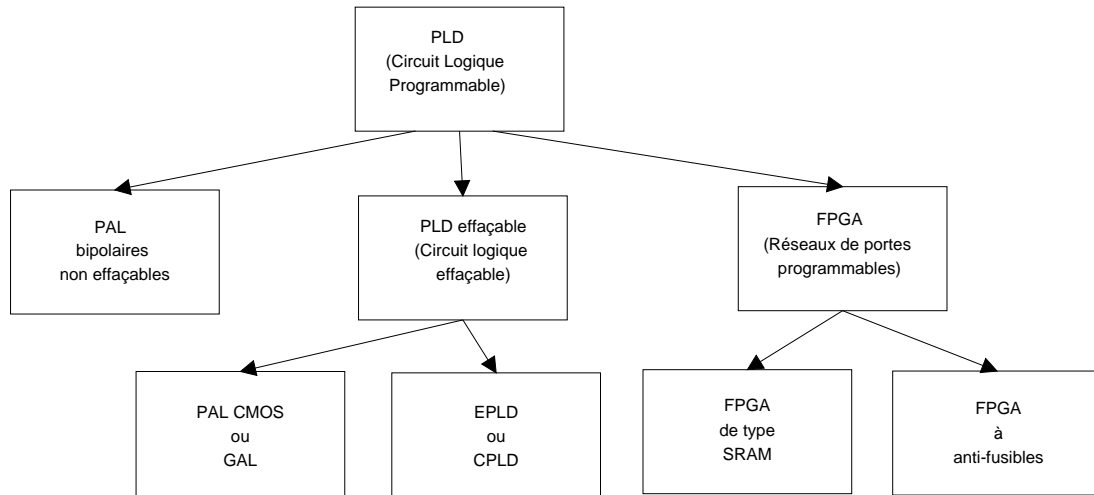 PLD
(Circuit Logique
Programmable)
PAL
bipolaires
non effaçables
PLD effaçable
(Circuit logique
effaçable)
FPGA
(Réseaux de portes
programmables)
PAL CMOS
ou
GAL
EPLD
ou
CPLD
FPGA
de type
SRAM
FPGA
à
anti-fusibles